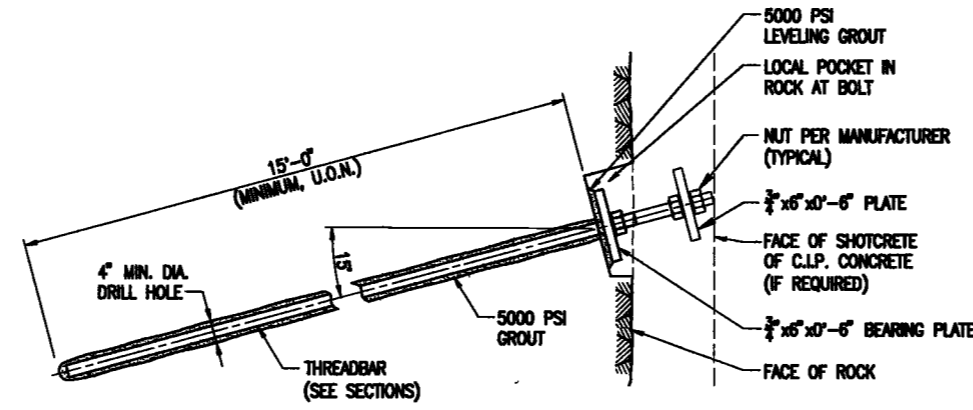 5000 PSI
LEVELING GROUT
LOCAL POCKET IN
ROCK AT BOLT
15'-0"
(MINIMUM, U.O.N.)
NUT PER MANUFACTURER
(TYPICAL)
3/4"x6"x0'-6" PLATE
15°
4" MIN. DIA.
DRILL HOLE
FACE OF SHOTCRETE
OF C.I.P. CONCRETE
(IF REQUIRED)
5000 PSI
GROUT
3/4"x6"x0'-6" BEARING PLATE
THREADBAR
(SEE SECTIONS)
FACE OF ROCK